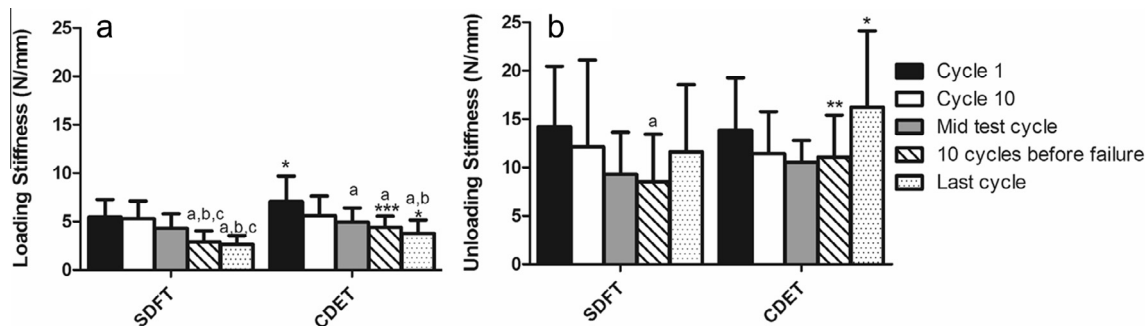 a
Loading Stiffness (N/mm)
25
20
15
10
5
0
a,b,c
a,b,c
*
a
a
***
a,b
*
SDFT
CDET
b
Unloading Stiffness (N/mm)
25
20
15
10
5
0
a
**
*
SDFT
CDET
Cycle 1
Cycle 10
Mid test cycle
10 cycles before failure
Last cycle